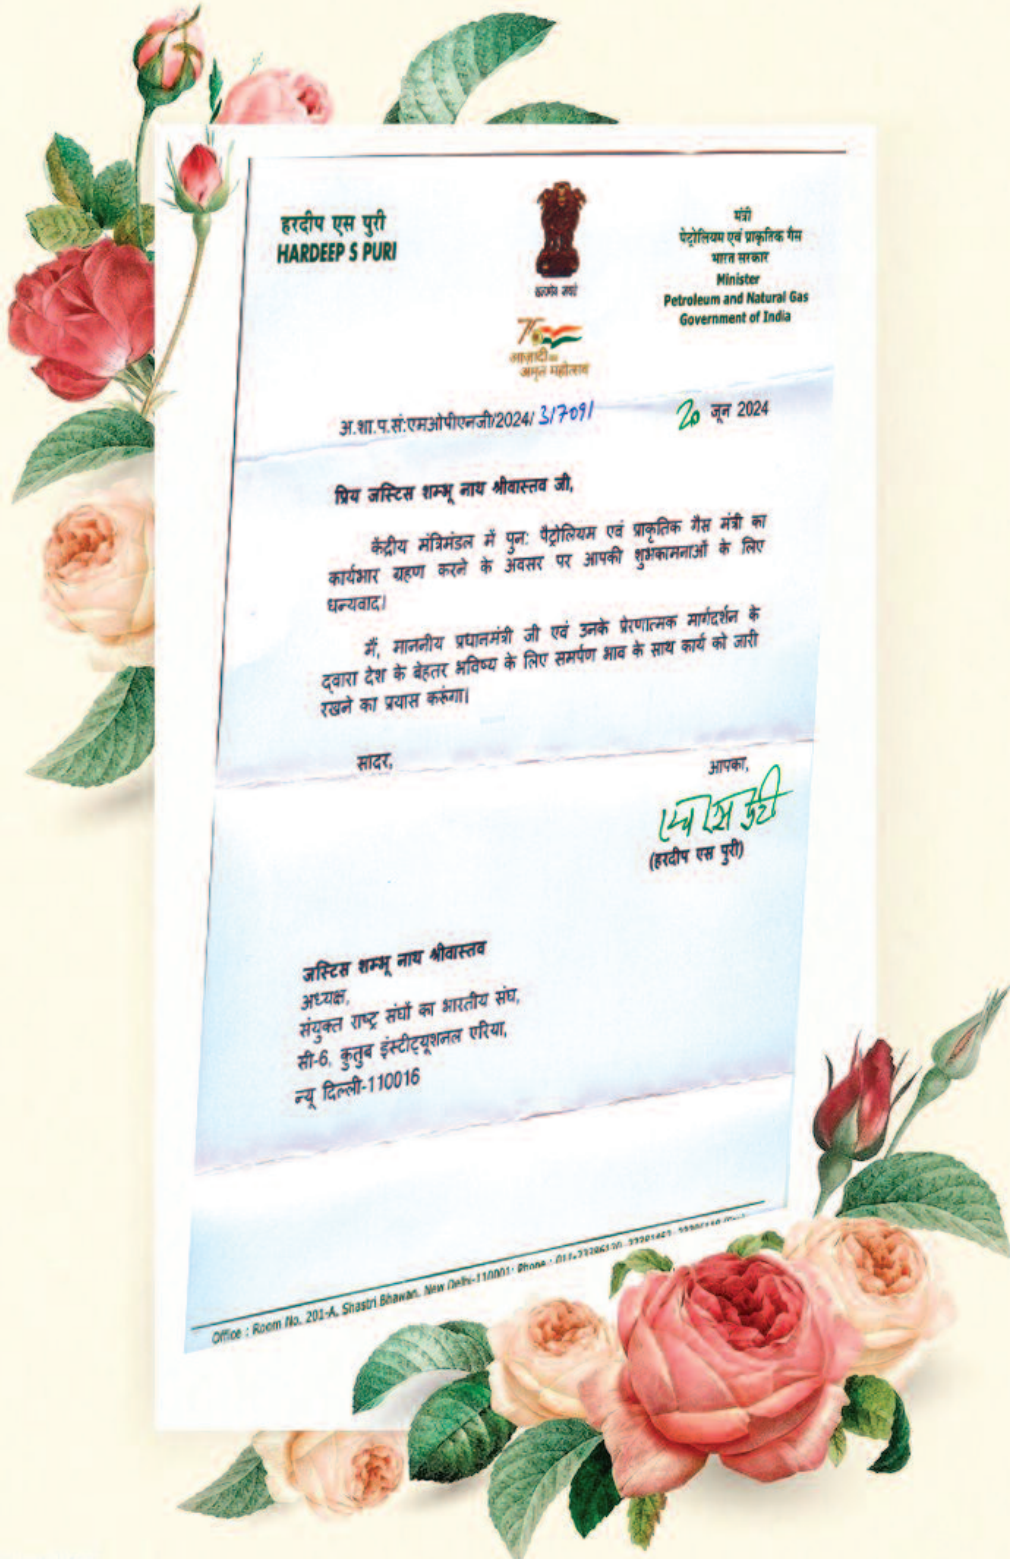 हरदीप एस पुरी
HARDEEP S PURI
सत्यमेव जयते
आज़ादी का
अमृत महोत्सव
मंत्री
पेट्रोलियम एवं प्राकृतिक गैस
भारत सरकार
Minister
Petroleum and Natural Gas
Government of India
अ.शा.प.सं:एमओपीएनजी/2024/ 317091
20 जून 2024
प्रिय जस्टिस शम्भू नाथ श्रीवास्तव जी,
केंद्रीय मंत्रिमंडल में पुन: पैट्रोलियम एवं प्राकृतिक गैस मंत्री का
कार्यभार ग्रहण करने के अवसर पर आपकी शुभकामनाओं के लिए
धन्यवाद।
मैं, माननीय प्रधानमंत्री जी एवं उनके प्रेरणात्मक मार्गदर्शन के
द्वारा देश के बेहतर भविष्य के लिए समर्पण भाव के साथ कार्य को जारी
रखने का प्रयास करुंगा।
सादर,
आपका,
एच एस पुरी
(हरदीप एस पुरी)
जस्टिस शम्भू नाथ श्रीवास्तव
अध्यक्ष,
संयुक्त राष्ट्र संघों का भारतीय संघ,
सी-6, कुतुब इंस्टीट्यूशनल एरिया,
न्यू दिल्ली-110016
Office : Room No. 201-A, Shastri Bhawan, New Delhi-110001; Phone :